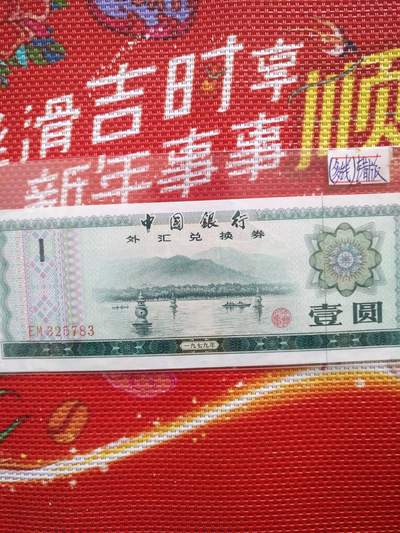 滑吉时享
新年事事顺
中国银行
外汇兑换券
1
EM325783
壹圆
一九七九年